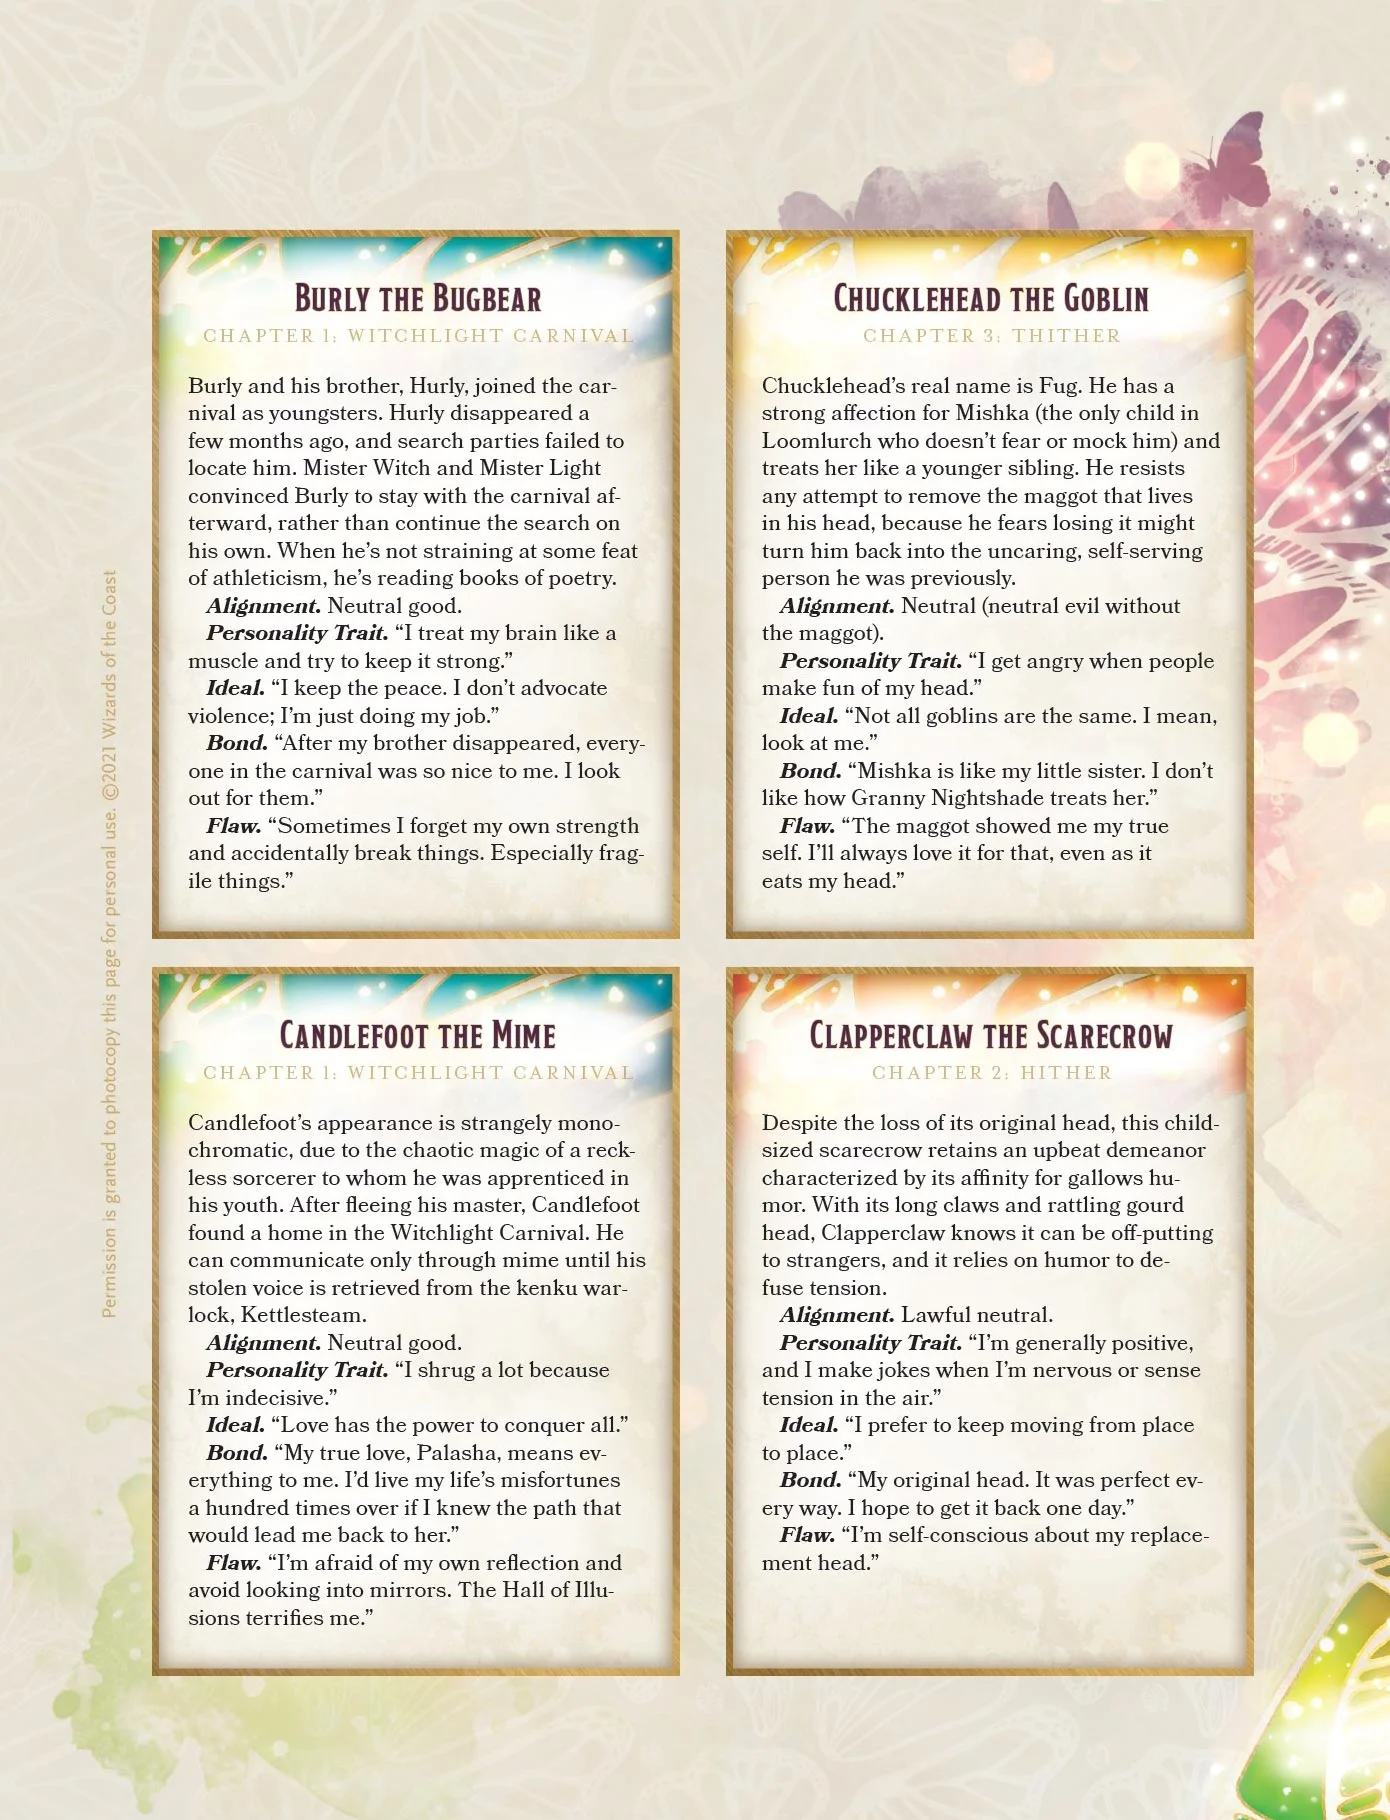 Burly the Bugbear
Chapter 1: Witchlight Carnival
Burly and his brother, Hurly, joined the car-
nival as youngsters. Hurly disappeared a
few months ago, and search parties failed to
locate him. Mister Witch and Mister Light
convinced Burly to stay with the carnival af-
terward, rather than continue the search on
his own. When he's not straining at some feat
of athleticism, he's reading books of poetry.
Alignment. Neutral good.
Personality Trait. “I treat my brain like a
muscle and try to keep it strong.”
Ideal. “I keep the peace. I don't advocate
violence; I'm just doing my job.”
Bond. “After my brother disappeared, every-
one in the carnival was so nice to me. I look
out for them.”
Flaw. “Sometimes I forget my own strength
and accidentally break things. Especially frag-
ile things.”
Chucklehead the Goblin
Chapter 3: Thither
Chucklehead's real name is Fug. He has a
strong affection for Mishka (the only child in
Loomlurch who doesn't fear or mock him) and
treats her like a younger sibling. He resists
any attempt to remove the maggot that lives
in his head, because he fears losing it might
turn him back into the uncaring, self-serving
person he was previously.
Alignment. Neutral (neutral evil without
the maggot).
Personality Trait. “I get angry when people
make fun of my head.”
Ideal. “Not all goblins are the same. I mean,
look at me.”
Bond. “Mishka is like my little sister. I don't
like how Granny Nightshade treats her.”
Flaw. “The maggot showed me my true
self. I'll always love it for that, even as it
eats my head.”
Candlefoot the Mime
Chapter 1: Witchlight Carnival
Candlefoot's appearance is strangely mono-
chromatic, due to the chaotic magic of a reck-
less sorcerer to whom he was apprenticed in
his youth. After fleeing his master, Candlefoot
found a home in the Witchlight Carnival. He
can communicate only through mime until his
stolen voice is retrieved from the kenku war-
lock, Kettlesteam.
Alignment. Neutral good.
Personality Trait. “I shrug a lot because
I'm indecisive.”
Ideal. “Love has the power to conquer all.”
Bond. “My true love, Palasha, means ev-
erything to me. I'd live my life's misfortunes
a hundred times over if I knew the path that
would lead me back to her.”
Flaw. “I'm afraid of my own reflection and
avoid looking into mirrors. The Hall of Illu-
sions terrifies me.”
Clapperclaw the Scarecrow
Chapter 2: Hither
Despite the loss of its original head, this child-
sized scarecrow retains an upbeat demeanor
characterized by its affinity for gallows hu-
mor. With its long claws and rattling gourd
head, Clapperclaw knows it can be off-putting
to strangers, and it relies on humor to de-
fuse tension.
Alignment. Lawful neutral.
Personality Trait. “I'm generally positive,
and I make jokes when I'm nervous or sense
tension in the air.”
Ideal. “I prefer to keep moving from place
to place.”
Bond. “My original head. It was perfect ev-
ery way. I hope to get it back one day.”
Flaw. “I'm self-conscious about my replace-
ment head.”
Permission is granted to photocopy this page for personal use. ©2021 Wizards of the Coast